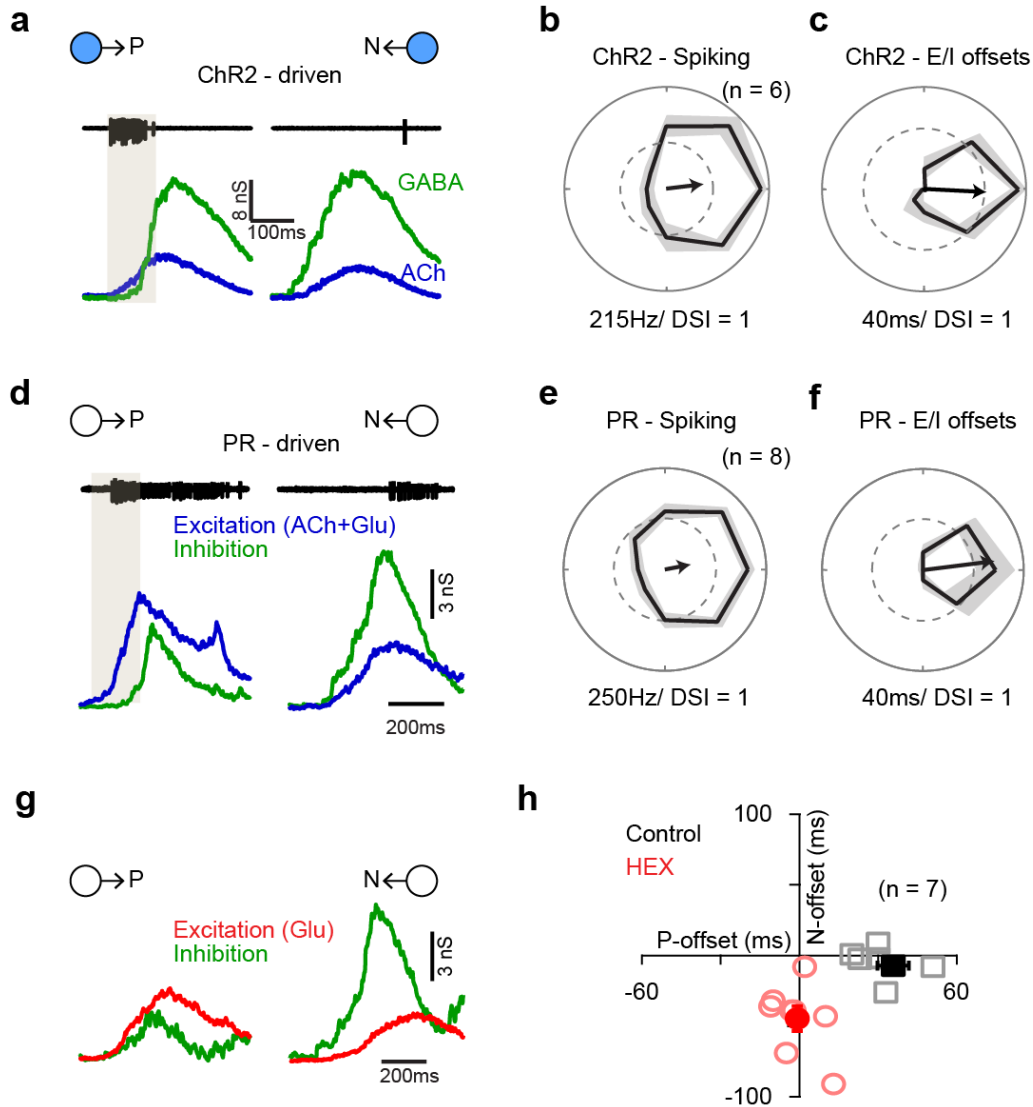 a
P
N
ChR2 - driven
GABA
8 nS
100ms
ACh
b
ChR2 - Spiking
(n = 6)
215Hz/ DSI = 1
c
ChR2 - E/I offsets
40ms/ DSI = 1
d
P
N
PR - driven
Excitation (ACh+Glu)
Inhibition
3 nS
200ms
e
PR - Spiking
(n = 8)
250Hz/ DSI = 1
f
PR - E/I offsets
40ms/ DSI = 1
g
P
N
Excitation (Glu)
Inhibition
3 nS
200ms
h
100
Control
HEX
N-offset (ms)
(n = 7)
P-offset (ms)
-60
60
-100